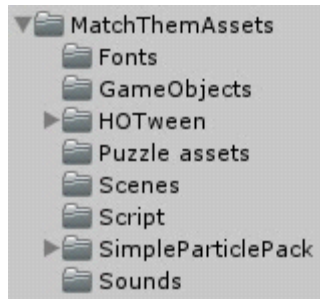 MatchThemAssets
Fonts
GameObjects
HOTween
Puzzle assets
Scenes
Script
SimpleParticlePack
Sounds